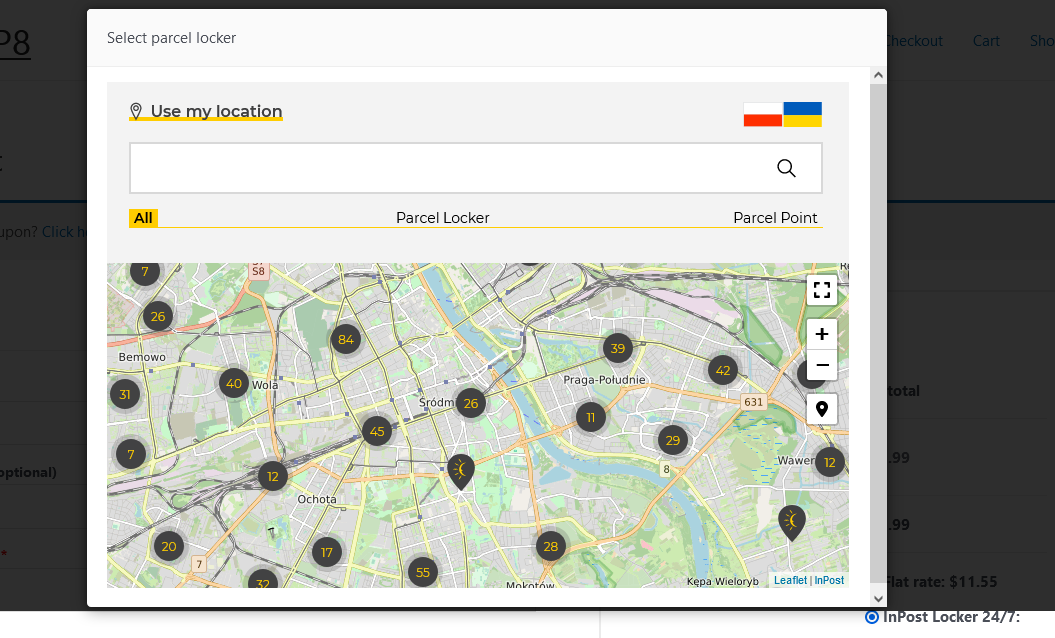 P8
Checkout
Cart
Sho
Select parcel locker
Use my location
All
Parcel Locker
Parcel Point
upon? Click h
7
S8
26
84
39
42
Bemowo
40
Wola
Praga-Południe
31
Śródm
26
631
11
45
29
7
12
8
Wawer
12
Ochota
20
17
28
7
32
55
Mokotów
Kępa Wieloryb
Leaflet | InPost
optional)
*
total
.99
.99
Flat rate: $11.55
InPost Locker 24/7: